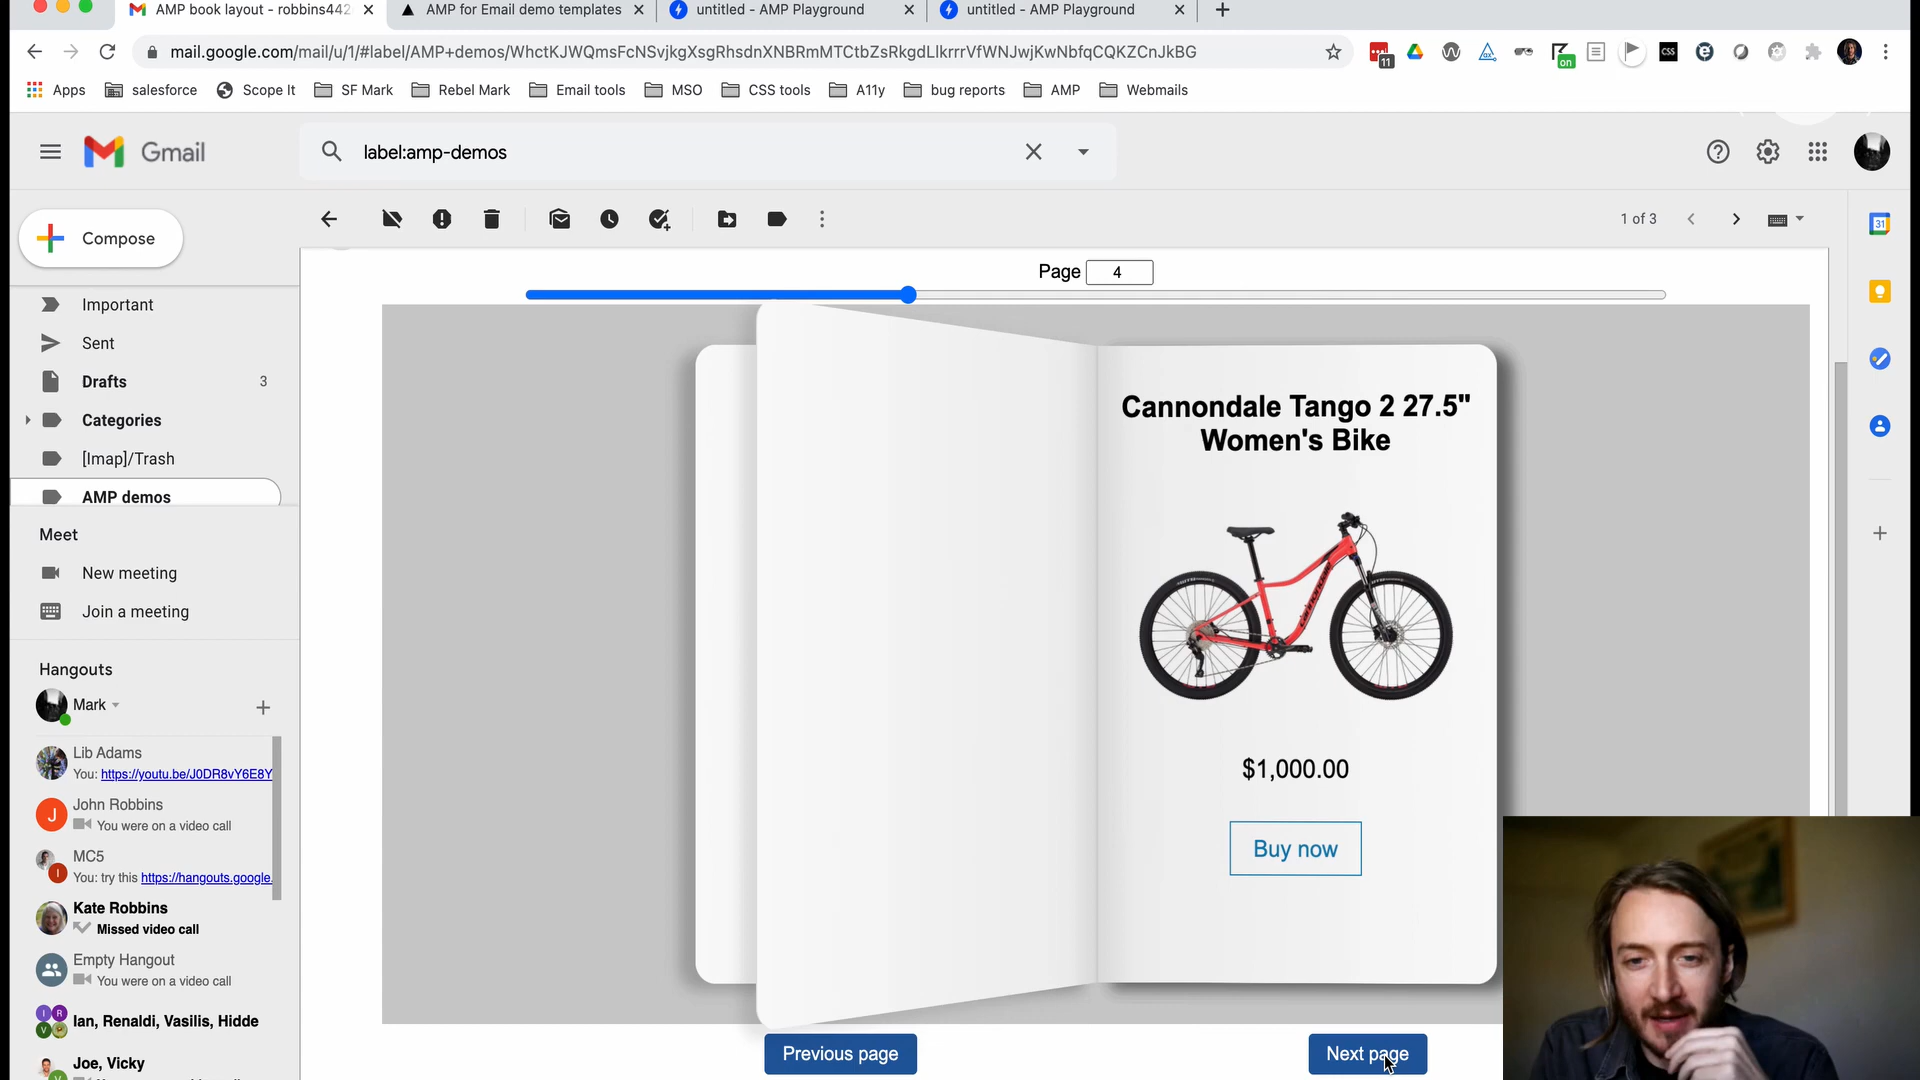 AMP book layout - robbins442
AMP for Email demo templates
untitled - AMP Playground
untitled - AMP Playground
mail.google.com/mail/u/1/#label/AMP+demos/WhctKJWQmsFcNSvjkgXsgRhsdnXNBRmMTCtbZsRkgdLlkrrrVfWNJwjKwNbfqCQKZCnJkBG
11
on
CSS
Apps
salesforce
Scope It
SF Mark
Rebel Mark
Email tools
MSO
CSS tools
A11y
bug reports
AMP
Webmails
Gmail
label:amp-demos
Compose
1 of 3
31
Important
Sent
Drafts
3
Categories
[Imap]/Trash
AMP demos
Meet
New meeting
Join a meeting
Hangouts
Mark
Lib Adams
You: https://youtu.be/J0DR8vY6E8Y
J
John Robbins
You were on a video call
I
MC5
You: try this https://hangouts.google.
Kate Robbins
Missed video call
Empty Hangout
You were on a video call
I
R
V
Ian, Renaldi, Vasilis, Hidde
Joe, Vicky
Page 4
Cannondale Tango 2 27.5"
Women's Bike
cannondale
$1,000.00
Buy now
Previous page
Next page